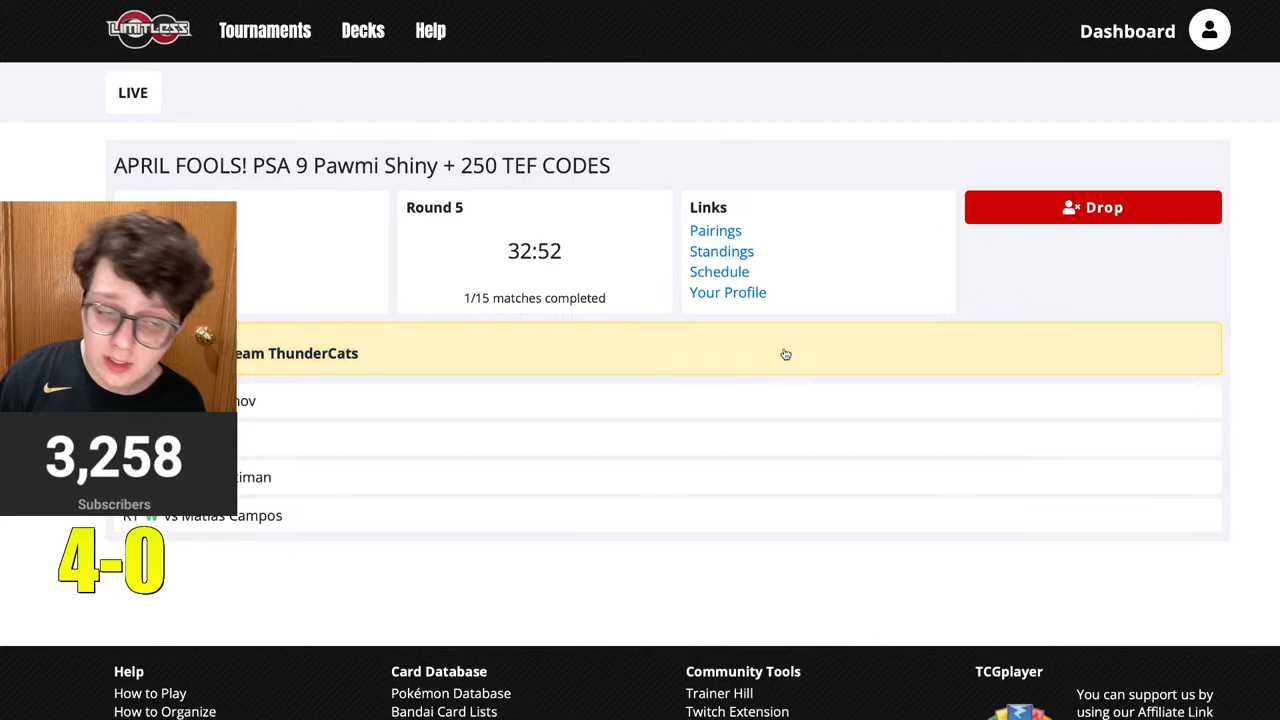 LIMITLESS Tournaments Decks Help Dashboard
LIVE
APRIL FOOLS! PSA 9 Pawmi Shiny + 250 TEF CODES
Round 5
32:52
1/15 matches completed
Links
Pairings
Standings
Schedule
Your Profile
Drop
eam ThunderCats
nov
iman
R1 W vs Matias Campos
3,258
Subscribers
4-0
Help
How to Play
How to Organize
Card Database
Pokémon Database
Bandai Card Lists
Community Tools
Trainer Hill
Twitch Extension
TCGplayer
You can support us by
using our Affiliate Link